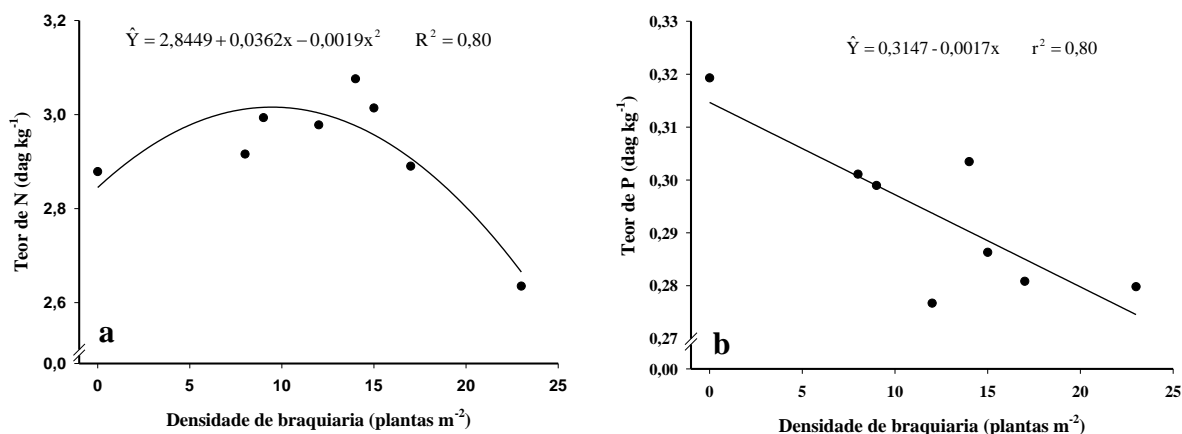 3,2
Ŷ = 2,8449 + 0,0362x − 0,0019x² R² = 0,80
3,0
2,8
2,6
0,0
Teor de N (dag kg⁻¹)
a
0 5 10 15 20 25
Densidade de braquiaria (plantas m⁻²)
0,33
Ŷ = 0,3147 - 0,0017x r² = 0,80
0,32
0,31
0,30
0,29
0,28
0,27
0,00
Teor de P (dag kg⁻¹)
b
0 5 10 15 20 25
Densidade de braquiaria (plantas m⁻²)